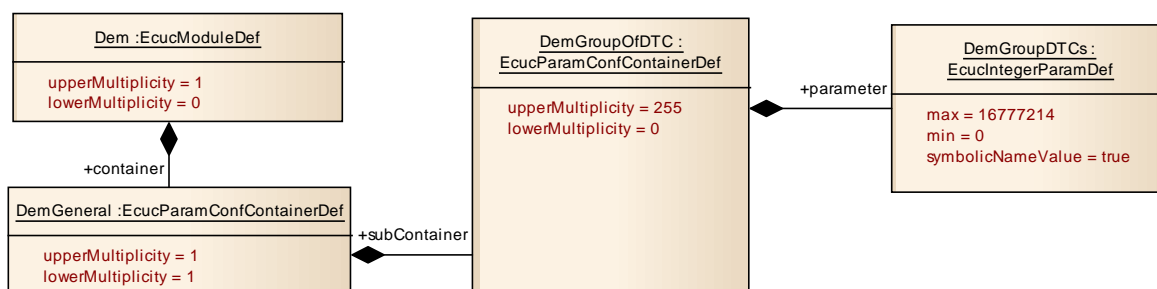 Dem :EcucModuleDef
upperMultiplicity = 1
lowerMultiplicity = 0
+container
DemGeneral :EcucParamConfContainerDef
upperMultiplicity = 1
lowerMultiplicity = 1
+subContainer
DemGroupOfDTC :
EcucParamConfContainerDef
upperMultiplicity = 255
lowerMultiplicity = 0
+parameter
DemGroupDTCs:
EcucIntegerParamDef
max = 16777214
min = 0
symbolicNameValue = true